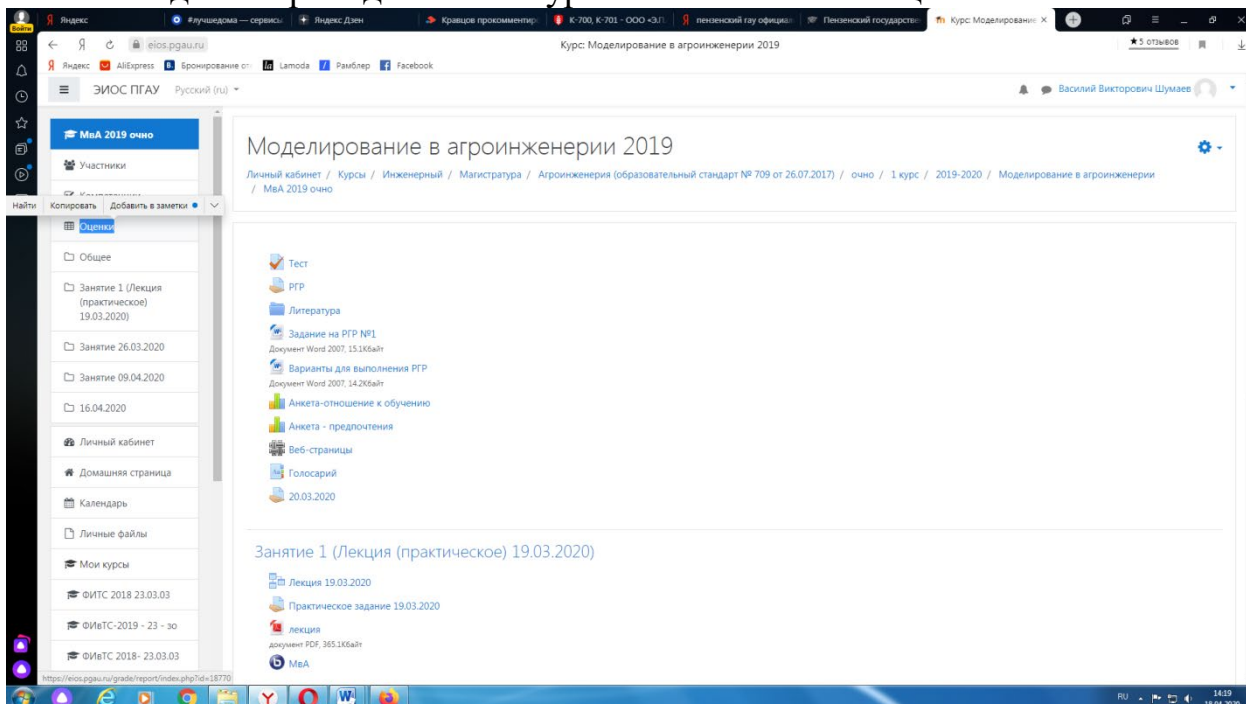 Войти
Яндекс
#лучшедома — сервисы
Яндекс Дзен
Кравцов прокомментиро
К-700, К-701 - ООО «ЭЛ
пензенский гау официал
Пензенский государстве
Курс: Моделирование
eios.pgau.ru
Курс: Моделирование в агроинженерии 2019
★5 отзывов
Яндекс
AliExpress
Бронирование от
Lamoda
Рамблер
Facebook
ЭИОС ПГАУ
Русский (ru)
Василий Викторович Шумаев
МвА 2019 очно
Участники
Найти
Копировать
Добавить в заметки
Оценки
Общее
Занятие 1 (Лекция
(практическое)
19.03.2020)
Занятие 26.03.2020
Занятие 09.04.2020
16.04.2020
Личный кабинет
Домашняя страница
Календарь
Личные файлы
Мои курсы
ФИТС 2018 23.03.03
ФИвТС-2019 - 23 - зо
ФИвТС 2018- 23.03.03
Моделирование в агроинженерии 2019
Личный кабинет / Курсы / Инженерный / Магистратура / Агроинженерия (образовательный стандарт № 709 от 26.07.2017) / очно / 1 курс / 2019-2020 / Моделирование в агроинженерии
/ МвА 2019 очно
Тест
РГР
Литература
Задание на РГР №1
Документ Word 2007, 15.1Кбайт
Варианты для выполнения РГР
Документ Word 2007, 14.2Кбайт
Анкета-отношение к обучению
Анкета - предпочтения
Веб-страницы
Голосарий
20.03.2020
Занятие 1 (Лекция (практическое) 19.03.2020)
Лекция 19.03.2020
Практическое задание 19.03.2020
лекция
документ PDF, 365.1Кбайт
МвА
https://eios.pgau.ru/grade/report/index.php?id=18770
RU
14:19